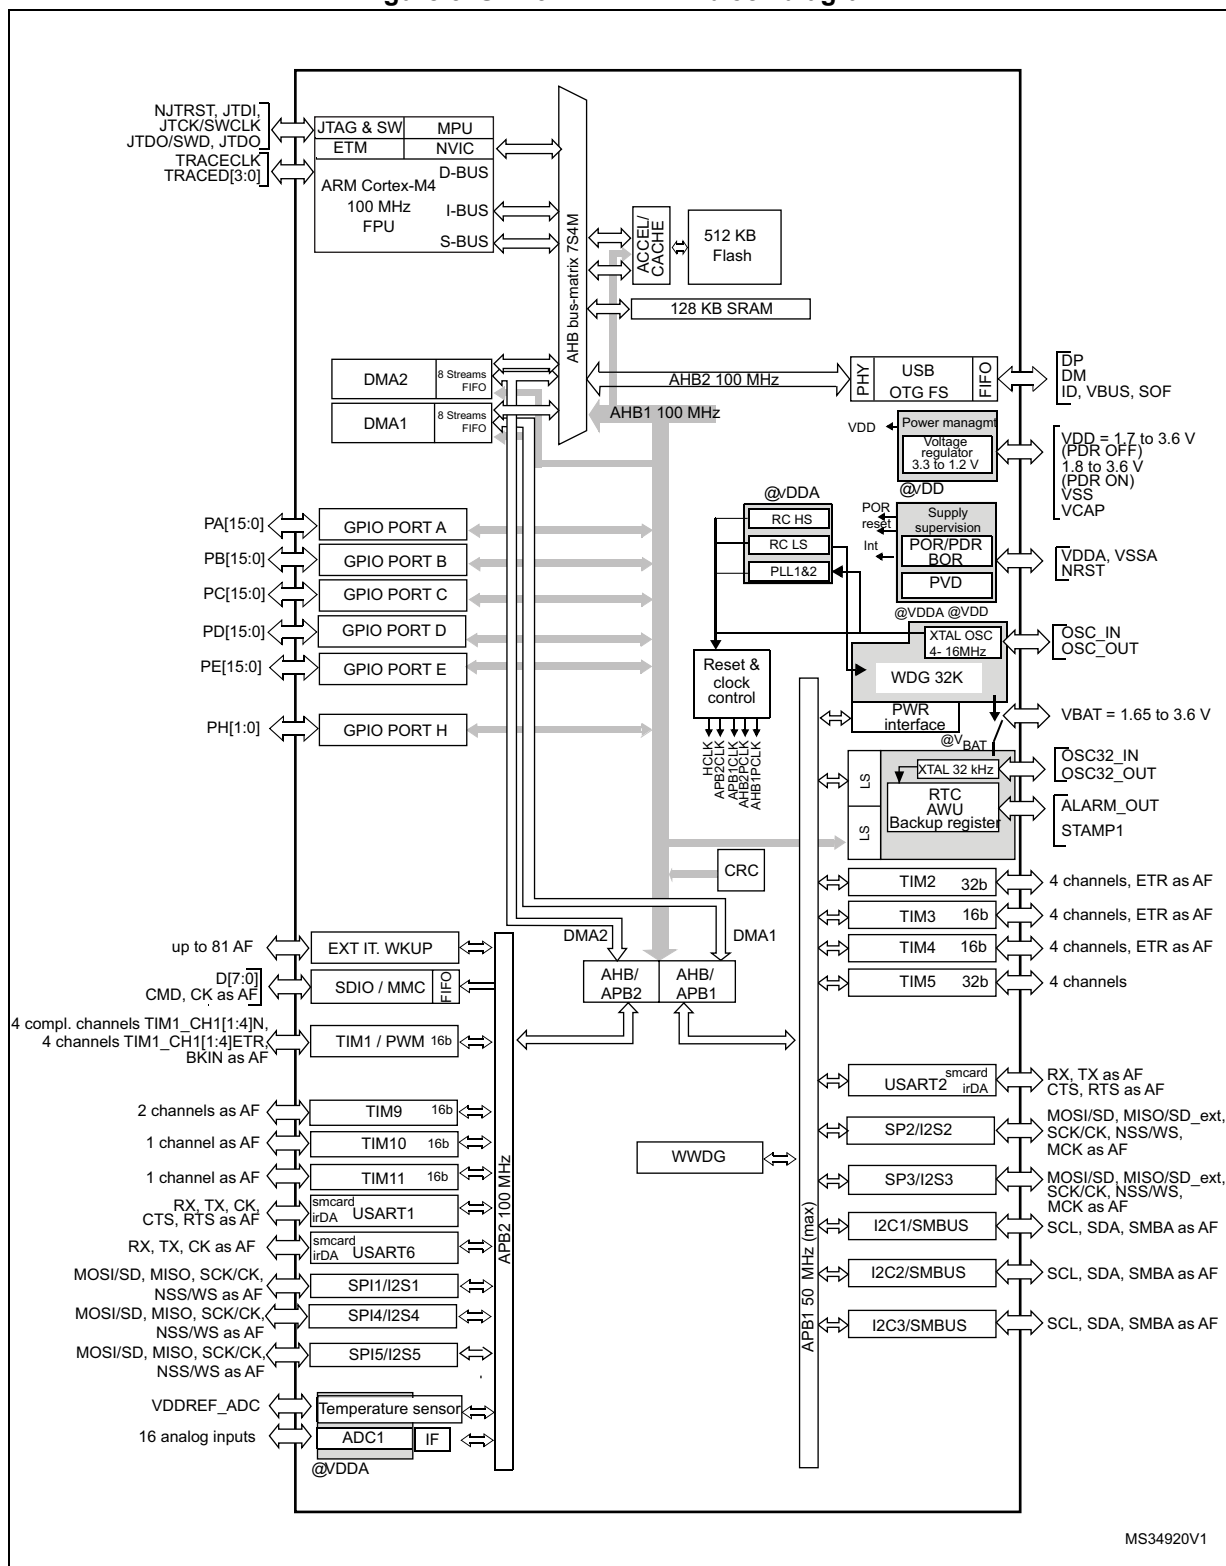 NJTRST, JTDI,
JTCK/SWCLK
JTDO/SWD, JTDO
TRACECLK
TRACED[3:0]
JTAG & SW
MPU
ETM
NVIC
D-BUS
ARM Cortex-M4
100 MHz
FPU
I-BUS
S-BUS
AHB bus-matrix 7S4M
ACCEL/
CACHE
512 KB
Flash
128 KB SRAM
DMA2
8 Streams
FIFO
DMA1
8 Streams
FIFO
AHB2 100 MHz
AHB1 100 MHz
PHY
USB
OTG FS
FIFO
DP
DM
ID, VBUS, SOF
VDD
Power managmt
Voltage
regulator
3.3 to 1.2 V
@VDD
VDD = 1.7 to 3.6 V
(PDR OFF)
1.8 to 3.6 V
(PDR ON)
VSS
VCAP
@VDDA
RC HS
RC LS
PLL1&2
POR
reset
Int
Supply
supervision
POR/PDR
BOR
PVD
@VDDA @VDD
VDDA, VSSA
NRST
PA[15:0]
GPIO PORT A
PB[15:0]
GPIO PORT B
PC[15:0]
GPIO PORT C
PD[15:0]
GPIO PORT D
PE[15:0]
GPIO PORT E
PH[1:0]
GPIO PORT H
XTAL OSC
4- 16MHz
OSC_IN
OSC_OUT
WDG 32K
Reset &
clock
control
HCLK
APB2CLK
APB1CLK
AHB2PCLK
AHB1PCLK
PWR
interface
VBAT = 1.65 to 3.6 V
@VBAT
LS
LS
XTAL 32 kHz
RTC
AWU
Backup register
OSC32_IN
OSC32_OUT
ALARM_OUT
STAMP1
CRC
TIM2 32b
4 channels, ETR as AF
TIM3 16b
4 channels, ETR as AF
TIM4 16b
4 channels, ETR as AF
TIM5 32b
4 channels
DMA2
DMA1
AHB/
APB2
AHB/
APB1
up to 81 AF
EXT IT. WKUP
D[7:0]
CMD, CK as AF
SDIO / MMC
FIFO
4 compl. channels TIM1_CH1[1:4]N,
4 channels TIM1_CH1[1:4]ETR,
BKIN as AF
TIM1 / PWM 16b
2 channels as AF
TIM9 16b
1 channel as AF
TIM10 16b
1 channel as AF
TIM11 16b
RX, TX, CK,
CTS, RTS as AF
smcard
irDA USART1
RX, TX, CK as AF
smcard
irDA USART6
MOSI/SD, MISO, SCK/CK,
NSS/WS as AF
SPI1/I2S1
MOSI/SD, MISO, SCK/CK,
NSS/WS as AF
SPI4/I2S4
MOSI/SD, MISO, SCK/CK,
NSS/WS as AF
SPI5/I2S5
VDDREF_ADC
Temperature sensor
16 analog inputs
ADC1
IF
@VDDA
APB2 100 MHz
WWDG
APB1 50 MHz (max)
USART2 smcard
irDA
RX, TX as AF
CTS, RTS as AF
SP2/I2S2
MOSI/SD, MISO/SD_ext,
SCK/CK, NSS/WS,
MCK as AF
SP3/I2S3
MOSI/SD, MISO/SD_ext,
SCK/CK, NSS/WS,
MCK as AF
I2C1/SMBUS
SCL, SDA, SMBA as AF
I2C2/SMBUS
SCL, SDA, SMBA as AF
I2C3/SMBUS
SCL, SDA, SMBA as AF
MS34920V1